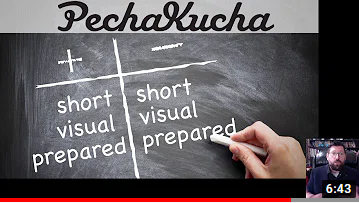 PechaKucha
+ -
short short
visual visual
prepared prepared
6:43